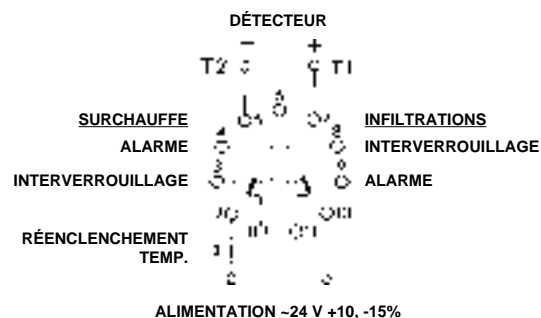 DÉTECTEUR
− +
T2 T1
SURCHAUFFE INFILTRATIONS
ALARME INTERVERROUILLAGE
INTERVERROUILLAGE ALARME
RÉENCLENCHEMENT
TEMP.
ALIMENTATION ~24 V +10, -15%